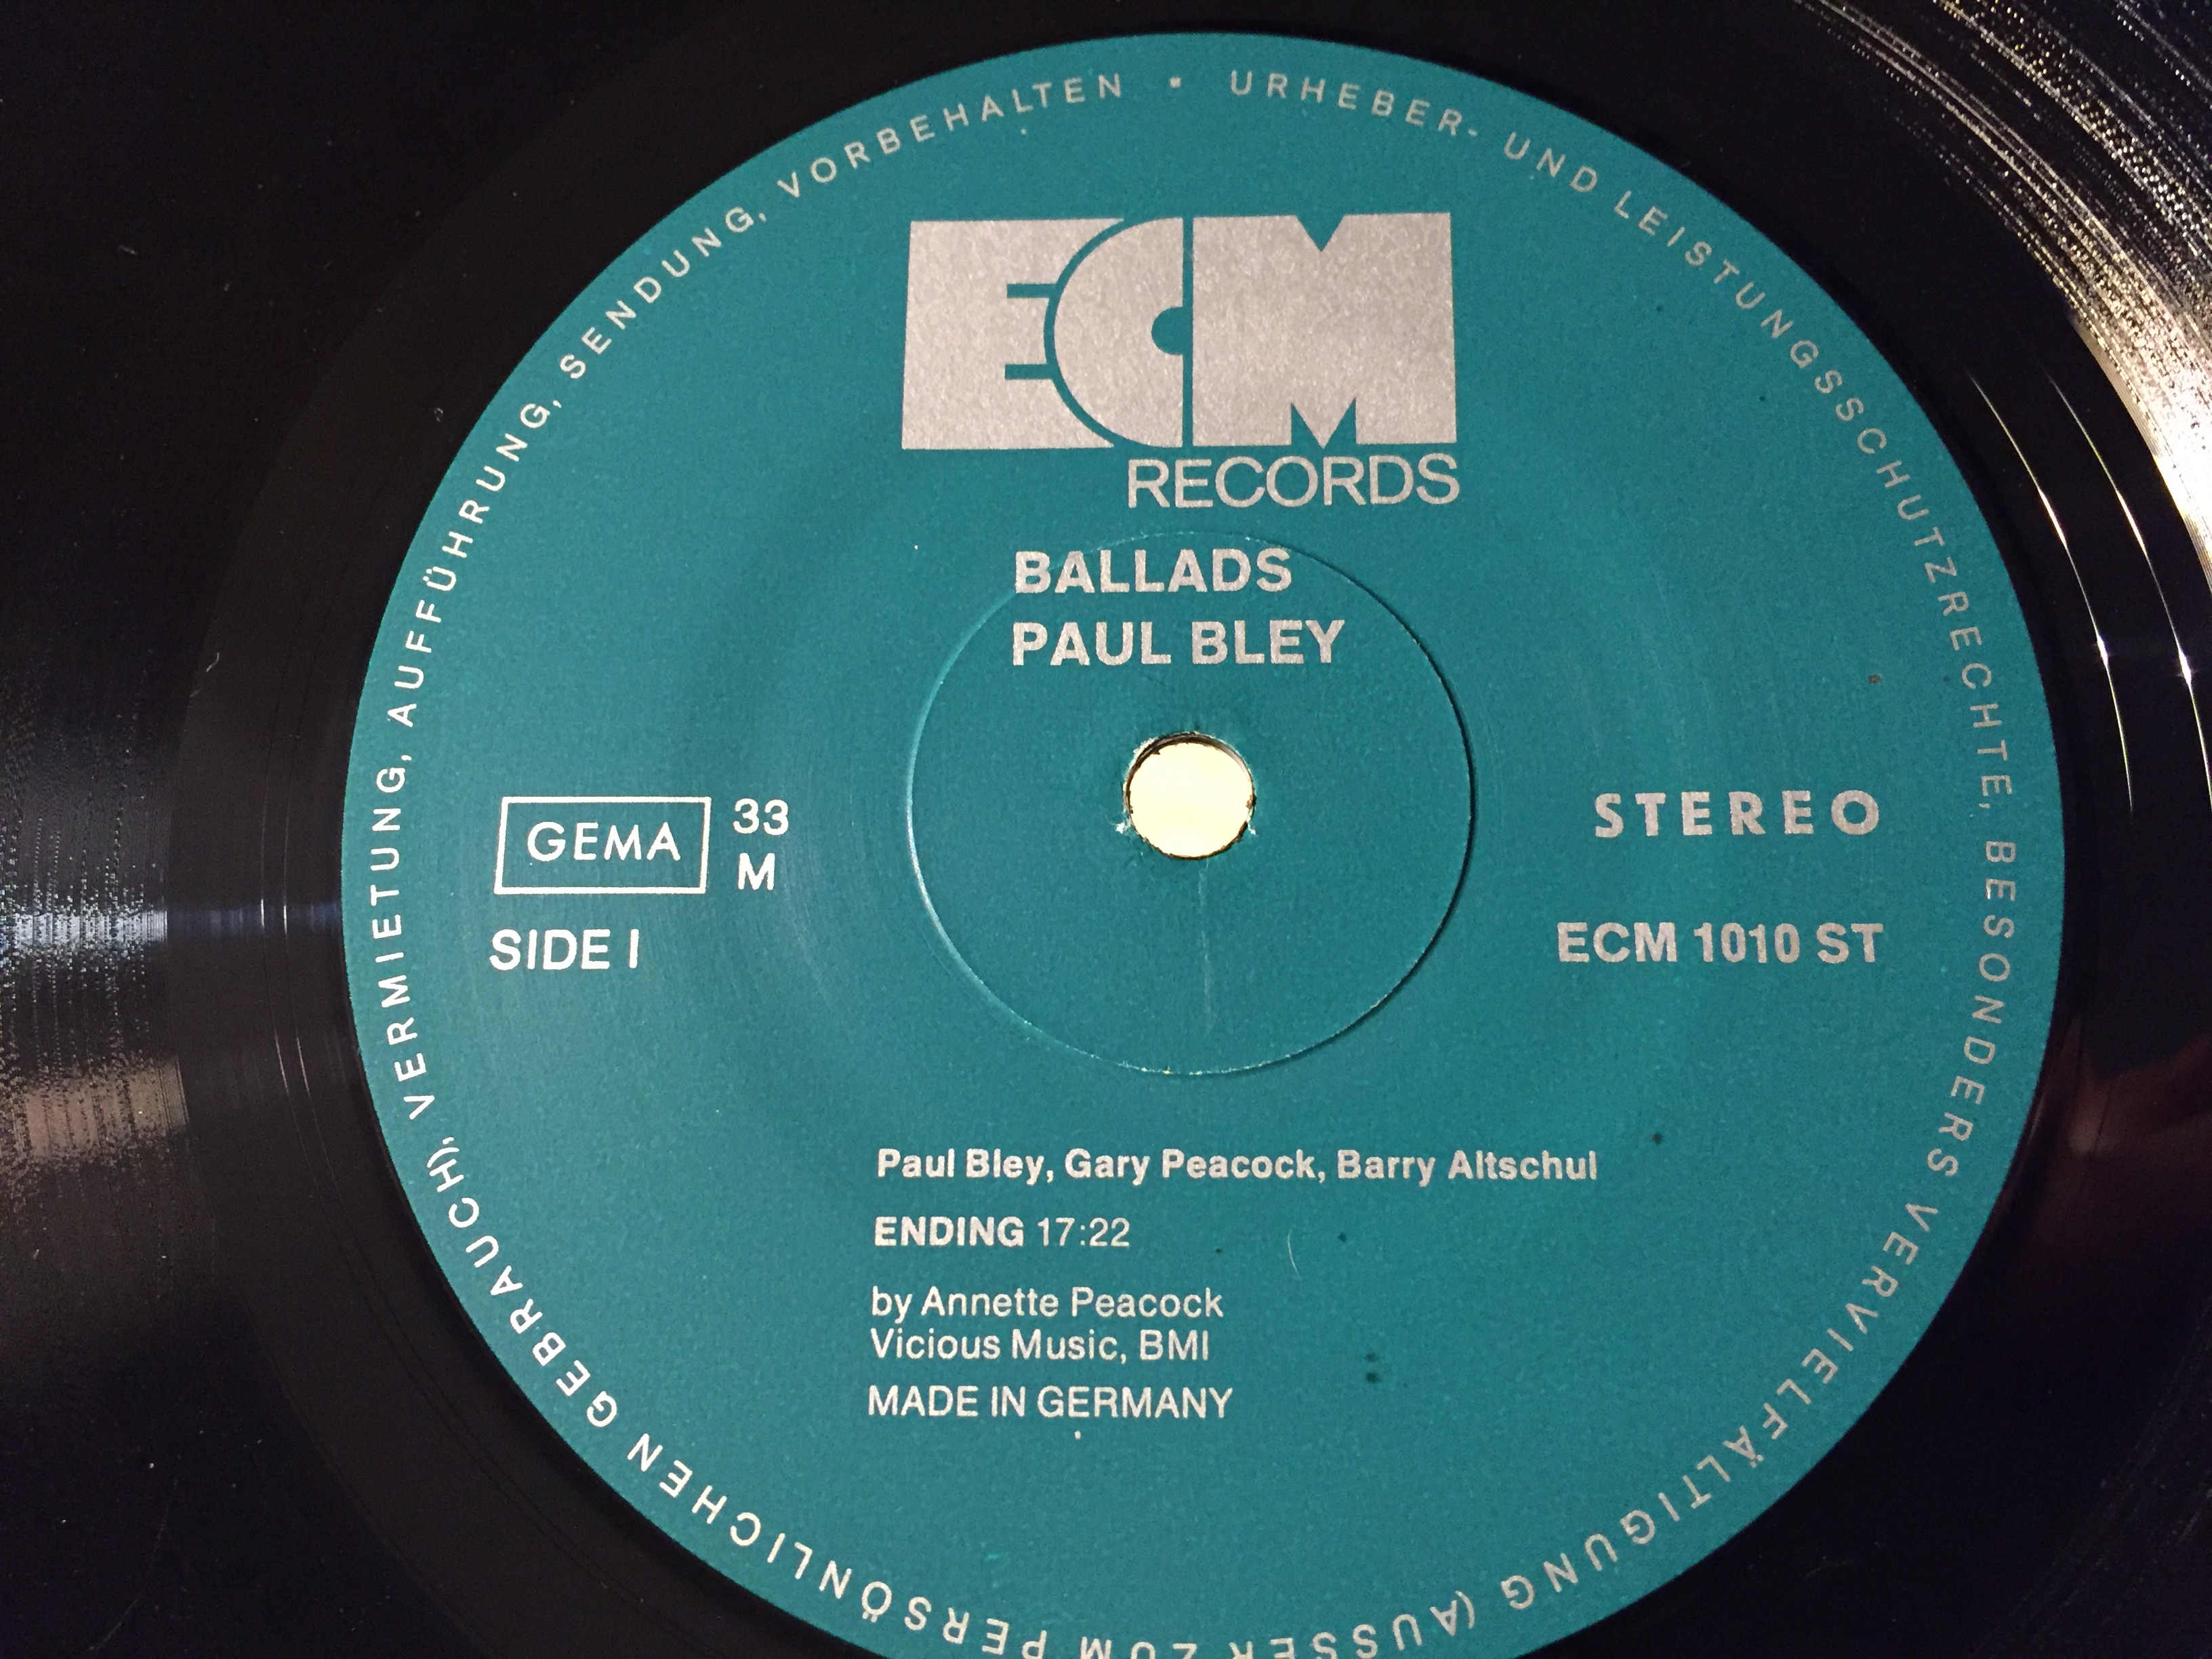 URHEBER- UND LEISTUNGSSCHUTZRECHTE, BESONDERS VERVIELFÄLTIGUNG (AUSSER ZUM PERSÖNLICHEN GEBRAUCH), VERMIETUNG, AUFFÜHRUNG, SENDUNG, VORBEHALTEN •
ECM
RECORDS
BALLADS
PAUL BLEY
GEMA
33
M
SIDE I
STEREO
ECM 1010 ST
Paul Bley, Gary Peacock, Barry Altschul
ENDING 17:22
by Annette Peacock
Vicious Music, BMI
MADE IN GERMANY